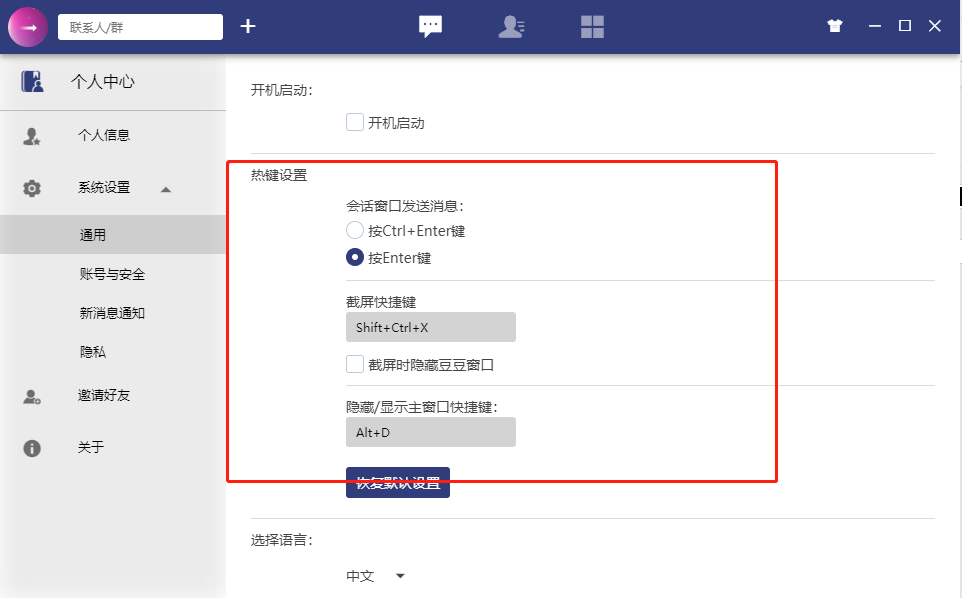 联系人/群
个人中心
个人信息
系统设置
通用
账号与安全
新消息通知
隐私
邀请好友
关于
开机启动：
开机启动
热键设置
会话窗口发送消息：
按Ctrl+Enter键
按Enter键
截屏快捷键
Shift+Ctrl+X
截屏时隐藏豆豆窗口
隐藏/显示主窗口快捷键：
Alt+D
恢复默认设置
选择语言：
中文